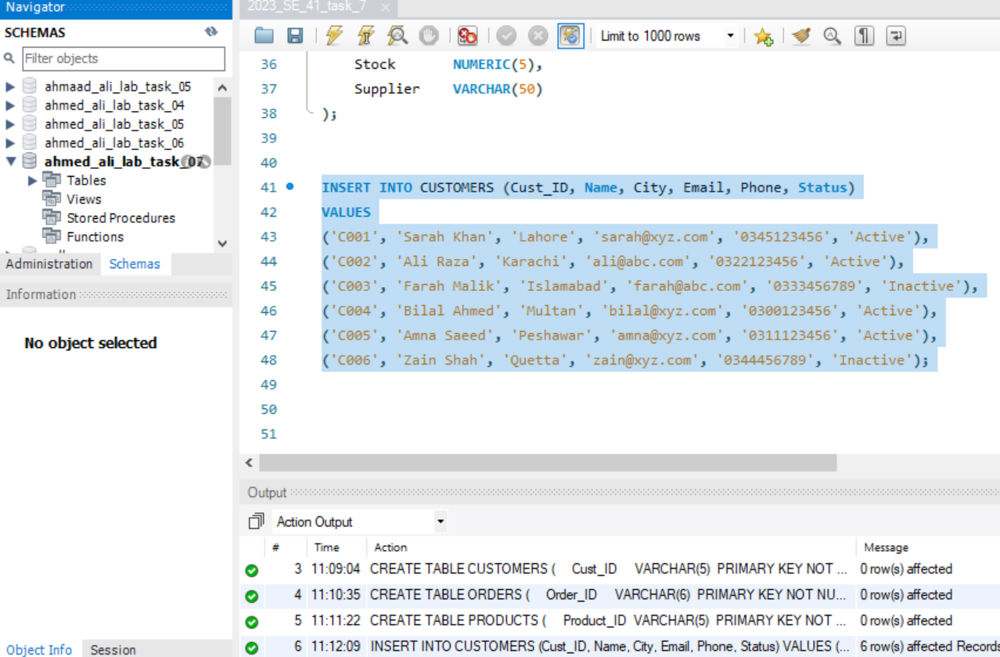 Navigator
SCHEMAS
Filter objects
ahmaad_ali_lab_task_05
ahmed_ali_lab_task_04
ahmed_ali_lab_task_05
ahmed_ali_lab_task_06
ahmed_ali_lab_task_07
Tables
Views
Stored Procedures
Functions
Administration Schemas
Information
No object selected
Object Info Session
2023_SE_41_task_7
Limit to 1000 rows
36 Stock NUMERIC(5),
37 Supplier VARCHAR(50)
38 );
39
40
41 INSERT INTO CUSTOMERS (Cust_ID, Name, City, Email, Phone, Status)
42 VALUES
43 ('C001', 'Sarah Khan', 'Lahore', 'sarah@xyz.com', '0345123456', 'Active'),
44 ('C002', 'Ali Raza', 'Karachi', 'ali@abc.com', '0322123456', 'Active'),
45 ('C003', 'Farah Malik', 'Islamabad', 'farah@abc.com', '0333456789', 'Inactive'),
46 ('C004', 'Bilal Ahmed', 'Multan', 'bilal@xyz.com', '0300123456', 'Active'),
47 ('C005', 'Amna Saeed', 'Peshawar', 'amna@xyz.com', '0311123456', 'Active'),
48 ('C006', 'Zain Shah', 'Quetta', 'zain@xyz.com', '0344456789', 'Inactive');
49
50
51
Output
Action Output
# Time Action Message
3 11:09:04 CREATE TABLE CUSTOMERS ( Cust_ID VARCHAR(5) PRIMARY KEY NOT ... 0 row(s) affected
4 11:10:35 CREATE TABLE ORDERS ( Order_ID VARCHAR(6) PRIMARY KEY NOT NU... 0 row(s) affected
5 11:11:22 CREATE TABLE PRODUCTS ( Product_ID VARCHAR(5) PRIMARY KEY NOT ... 0 row(s) affected
6 11:12:09 INSERT INTO CUSTOMERS (Cust_ID, Name, City, Email, Phone, Status) VALUES (... 6 row(s) affected Records